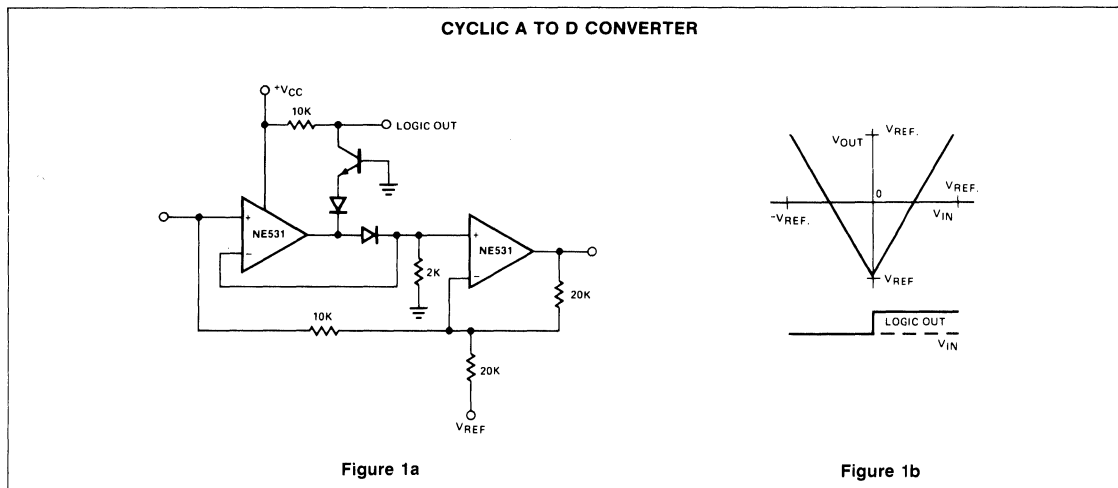 CYCLIC A TO D CONVERTER
+VCC
10K
LOGIC OUT
+
NE531
−
+
NE531
−
2K
20K
10K
20K
VREF
Figure 1a
VOUT
VREF.
0
VREF.
-VREF.
VIN
VREF
LOGIC OUT
VIN
Figure 1b